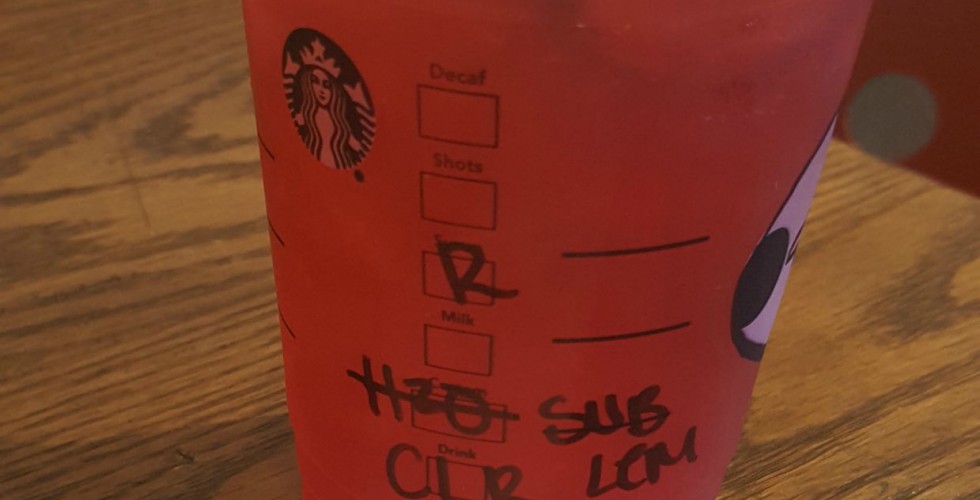 Decaf
Shots
R
Milk
H2O SUB
Drink
CLR LEM